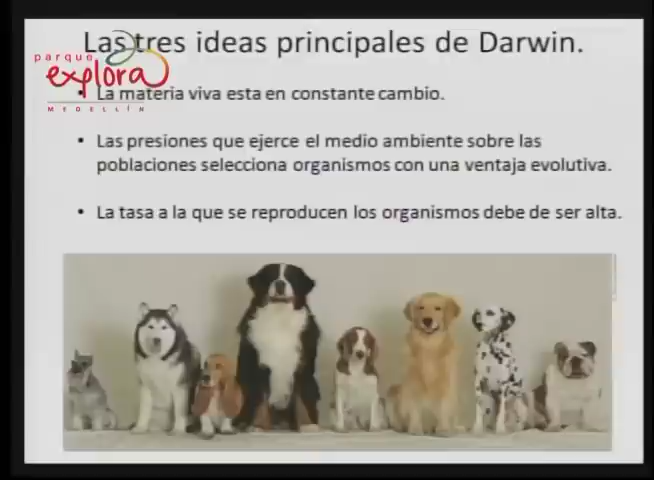 Las tres ideas principales de Darwin.
parque
explora
MEDELLÍN
• La materia viva esta en constante cambio.
• Las presiones que ejerce el medio ambiente sobre las
poblaciones selecciona organismos con una ventaja evolutiva.
• La tasa a la que se reproducen los organismos debe de ser alta.